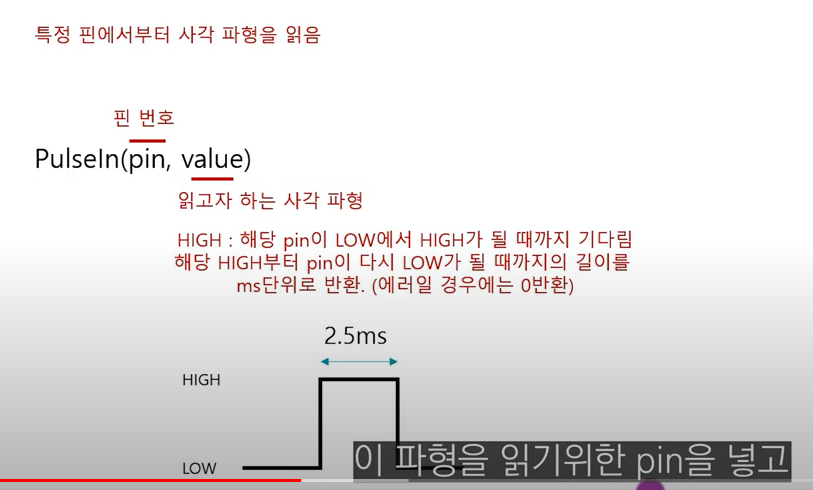 특정 핀에서부터 사각 파형을 읽음
핀 번호
PulseIn(pin, value)
읽고자 하는 사각 파형
HIGH : 해당 pin이 LOW에서 HIGH가 될 때까지 기다림
해당 HIGH부터 pin이 다시 LOW가 될 때까지의 길이를
ms단위로 반환. (에러일 경우에는 0반환)
2.5ms
HIGH
LOW
이 파형을 읽기위한 pin을 넣고